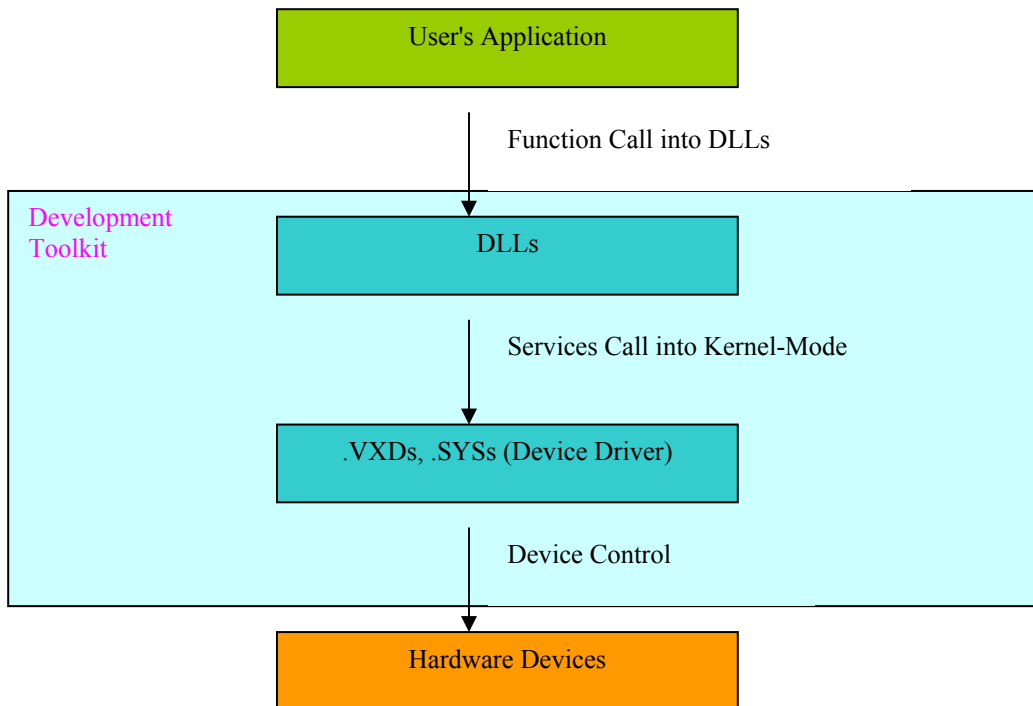 User's Application
Function Call into DLLs
Development
Toolkit
DLLs
Services Call into Kernel-Mode
.VXDs, .SYSs (Device Driver)
Device Control
Hardware Devices